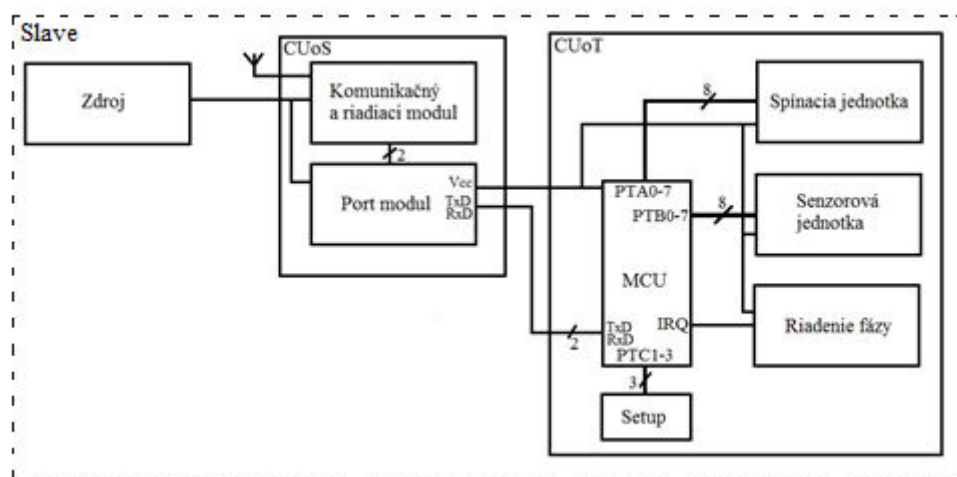 Slave
CUoS
CUoT
Zdroj
Komunikačný
a riadiaci modul
2
Port modul
Vcc
TxD
RxD
8
Spínacia jednotka
PTA0-7
PTB0-7
8
Senzorová
jednotka
MCU
TxD
RxD
2
IRQ
PTC1-3
Riadenie fázy
3
Setup